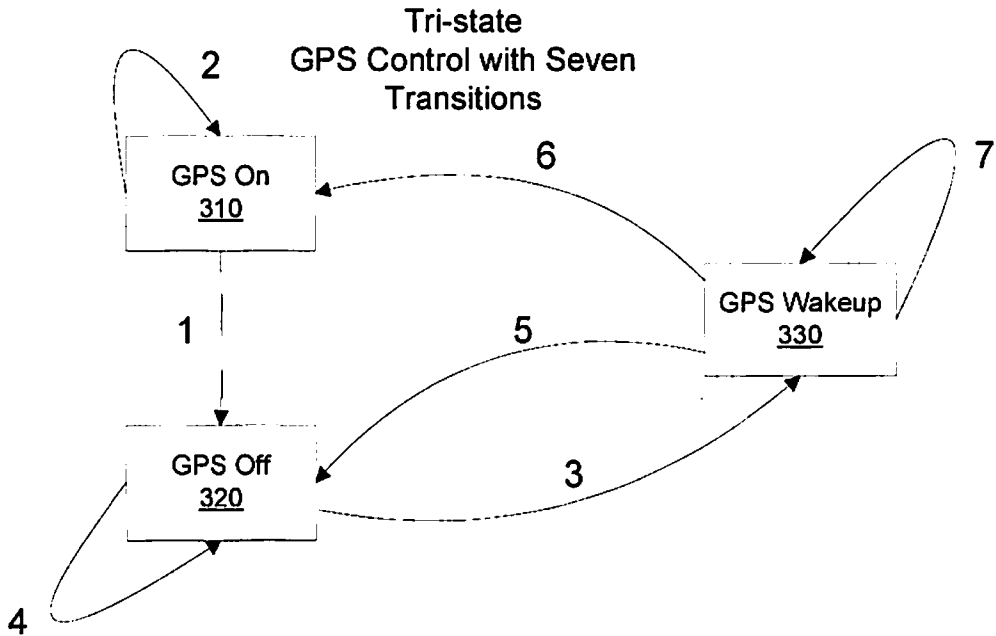 Tri-state
GPS Control with Seven
Transitions
2
GPS On
310
6
7
GPS Wakeup
330
1
5
GPS Off
320
3
4